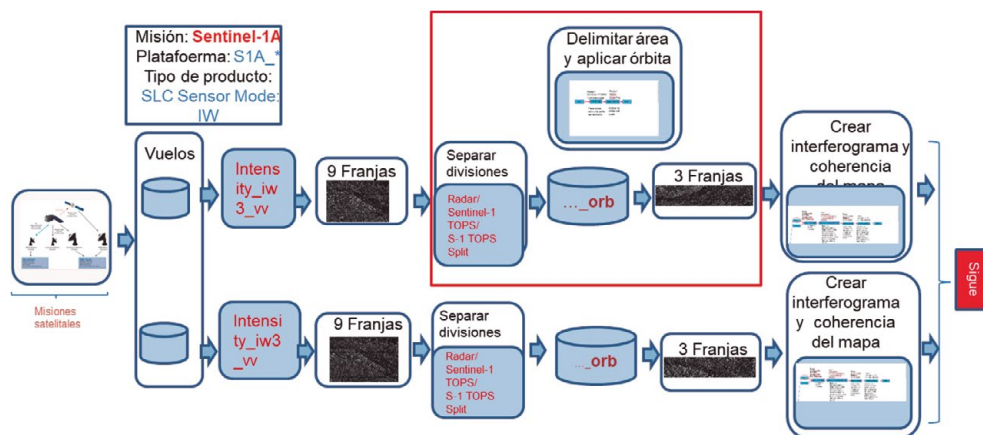 Misión: Sentinel-1A
Plataforma: S1A_*
Tipo de producto:
SLC Sensor Mode:
IW
Delimitar área
y aplicar órbita
Vuelos
Intens
ity_iw
3_vv
9 Franjas
Separar
divisiones
Radar/
Sentinel-1
TOPS/
S-1 TOPS
Split
..._orb
3 Franjas
Crear
interferograma y
coherencia
del mapa
Misiones
satelitales
Intensi
ty_iw3
_vv
9 Franjas
Separar
divisiones
Radar/
Sentinel-1
TOPS/
S-1 TOPS
Split
..._orb
3 Franjas
Crear
interferograma
y coherencia
del mapa
Sigue